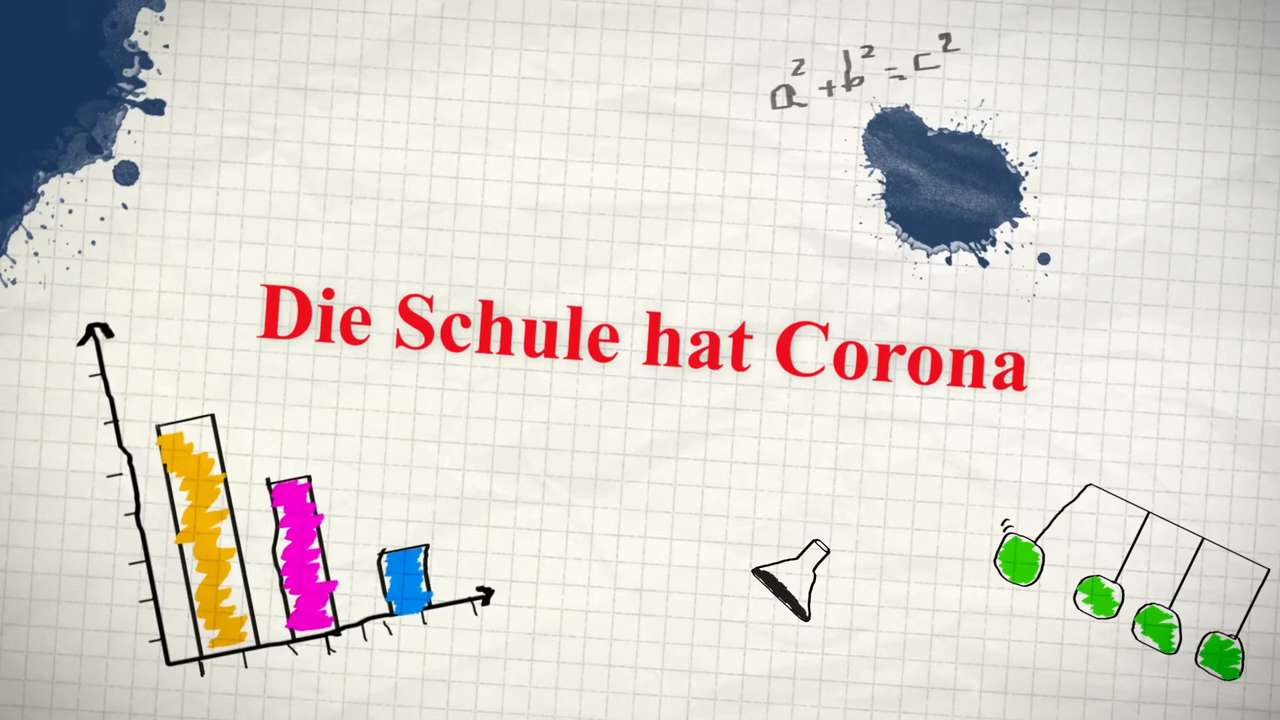 a² + b² = c²
Die Schule hat Corona